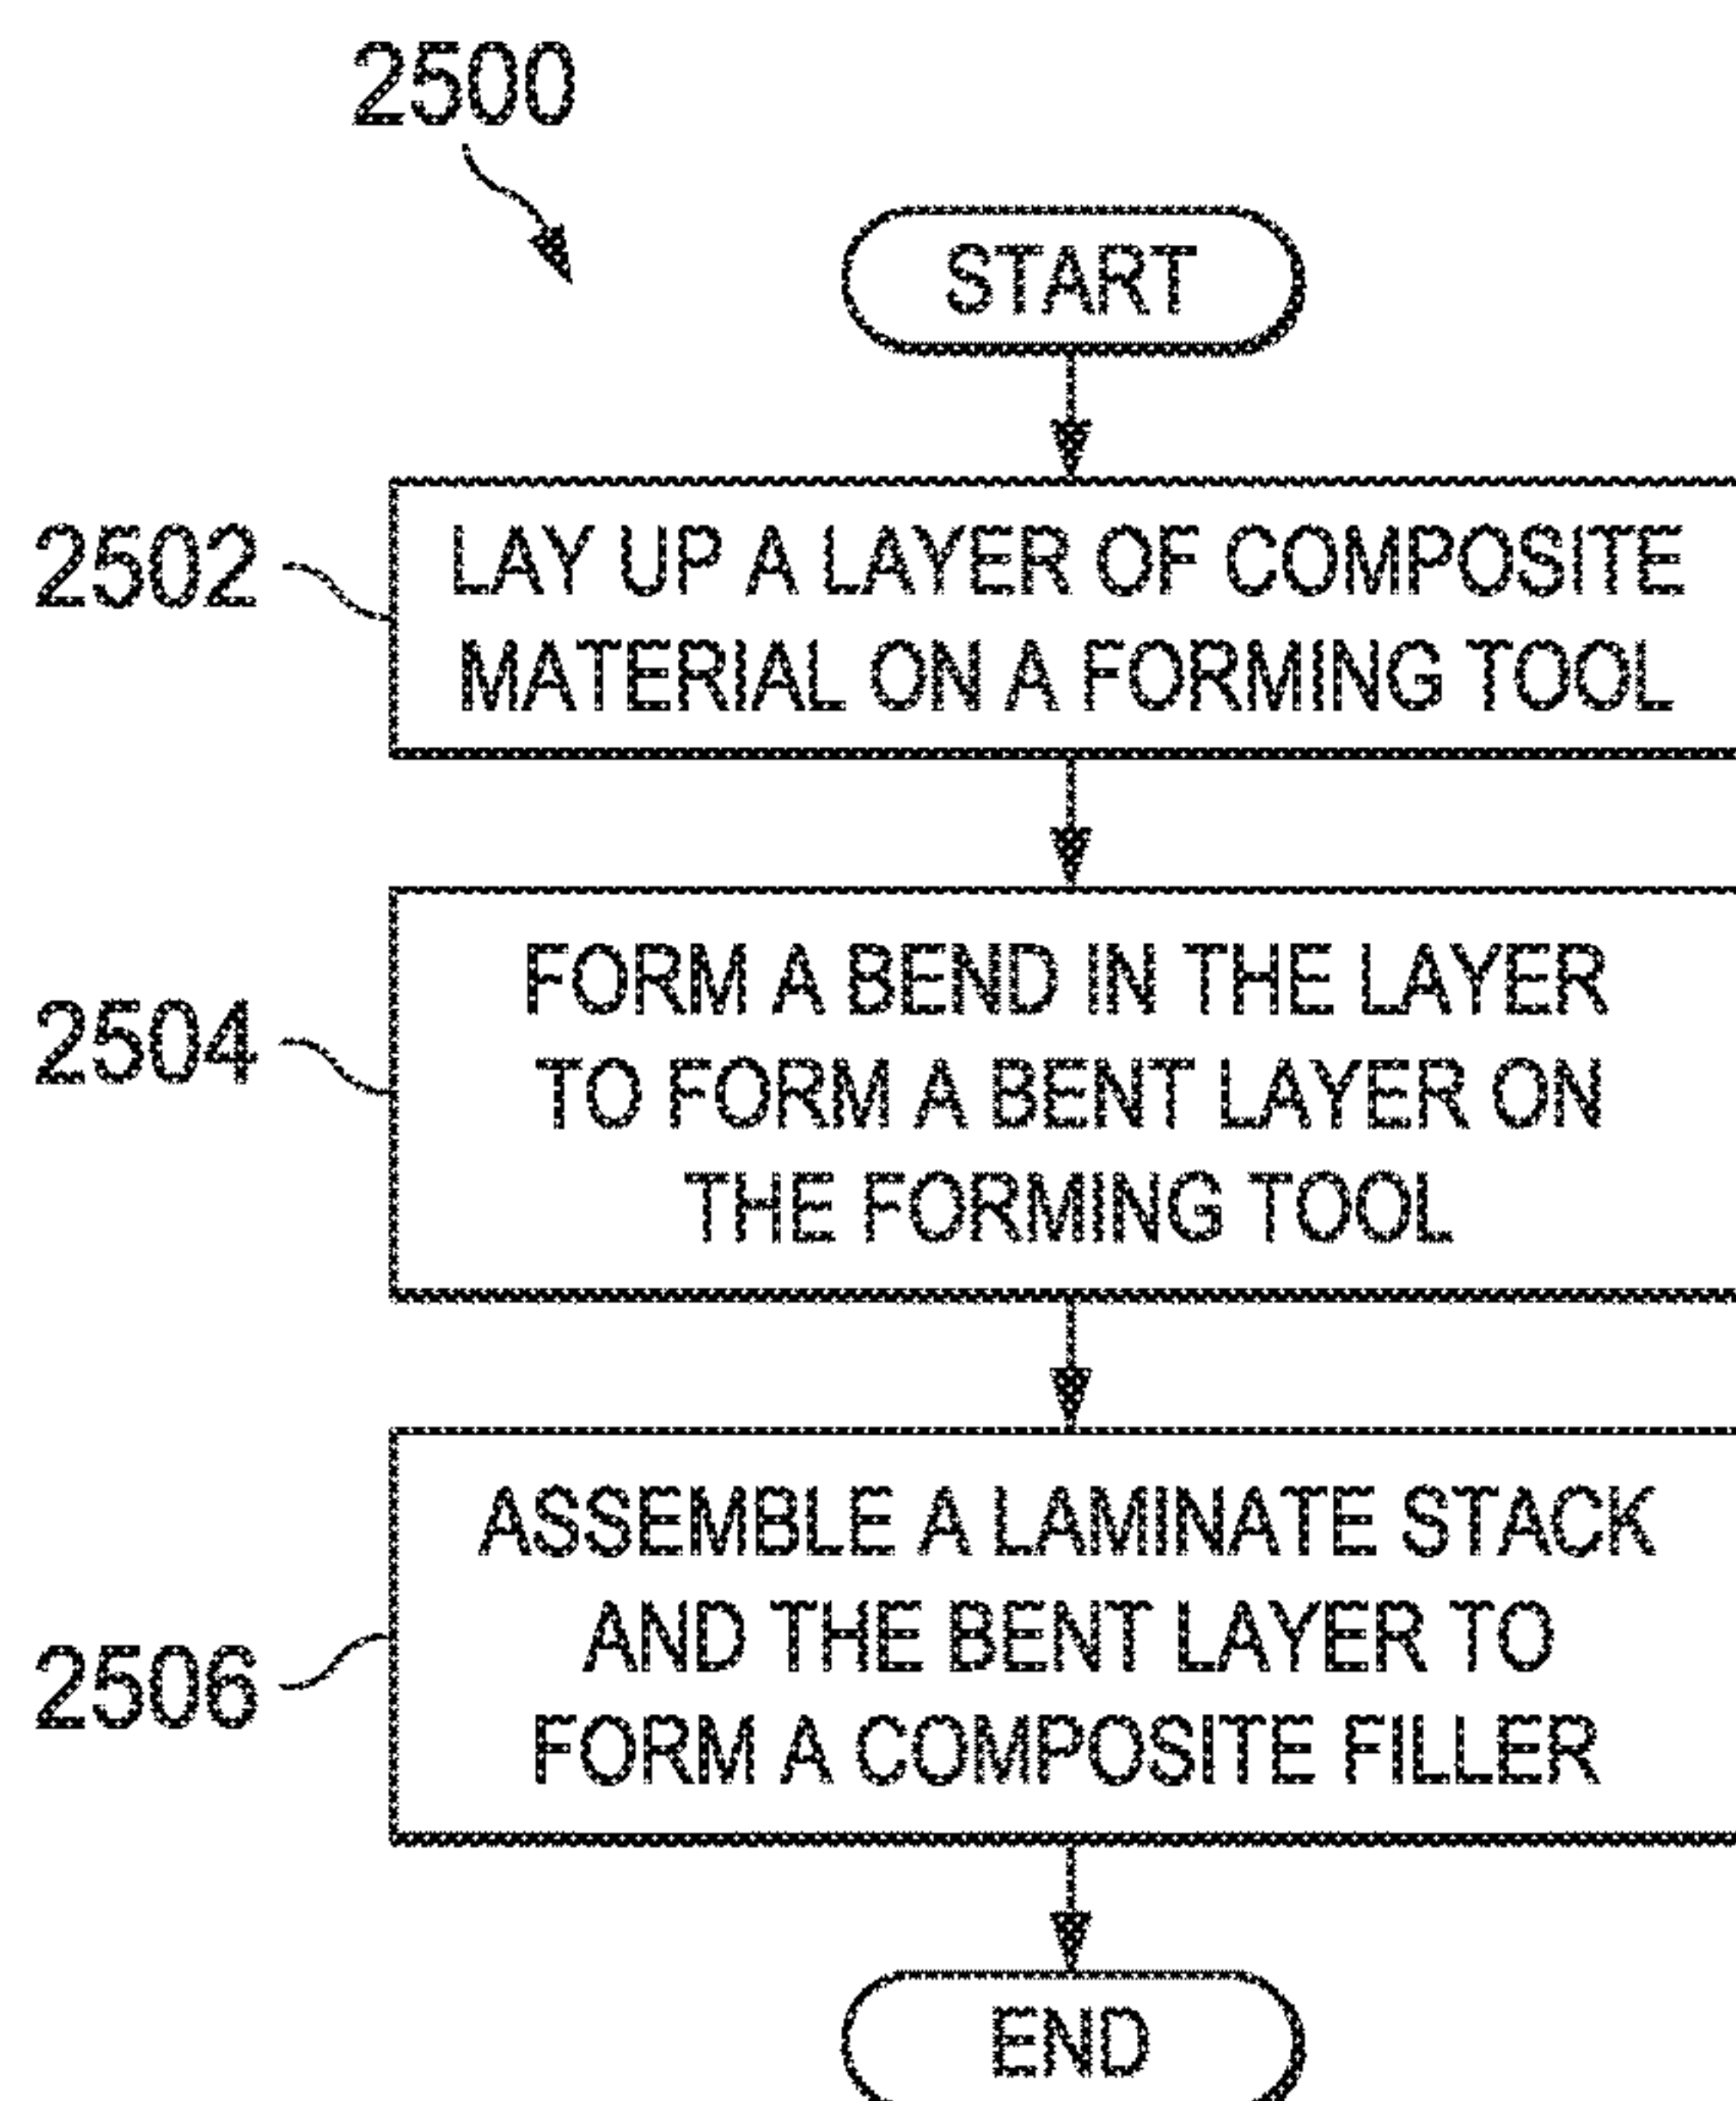 2500
START
2502
LAY UP A LAYER OF COMPOSITE
MATERIAL ON A FORMING TOOL
2504
FORM A BEND IN THE LAYER
TO FORM A BENT LAYER ON
THE FORMING TOOL
2506
ASSEMBLE A LAMINATE STACK
AND THE BENT LAYER TO
FORM A COMPOSITE FILLER
END